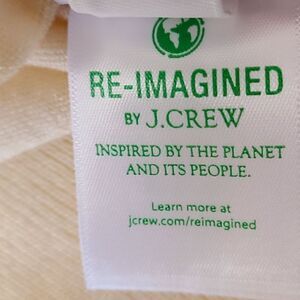 RE-IMAGINED
BY J.CREW
INSPIRED BY THE PLANET
AND ITS PEOPLE.
Learn more at
jcrew.com/reimagined